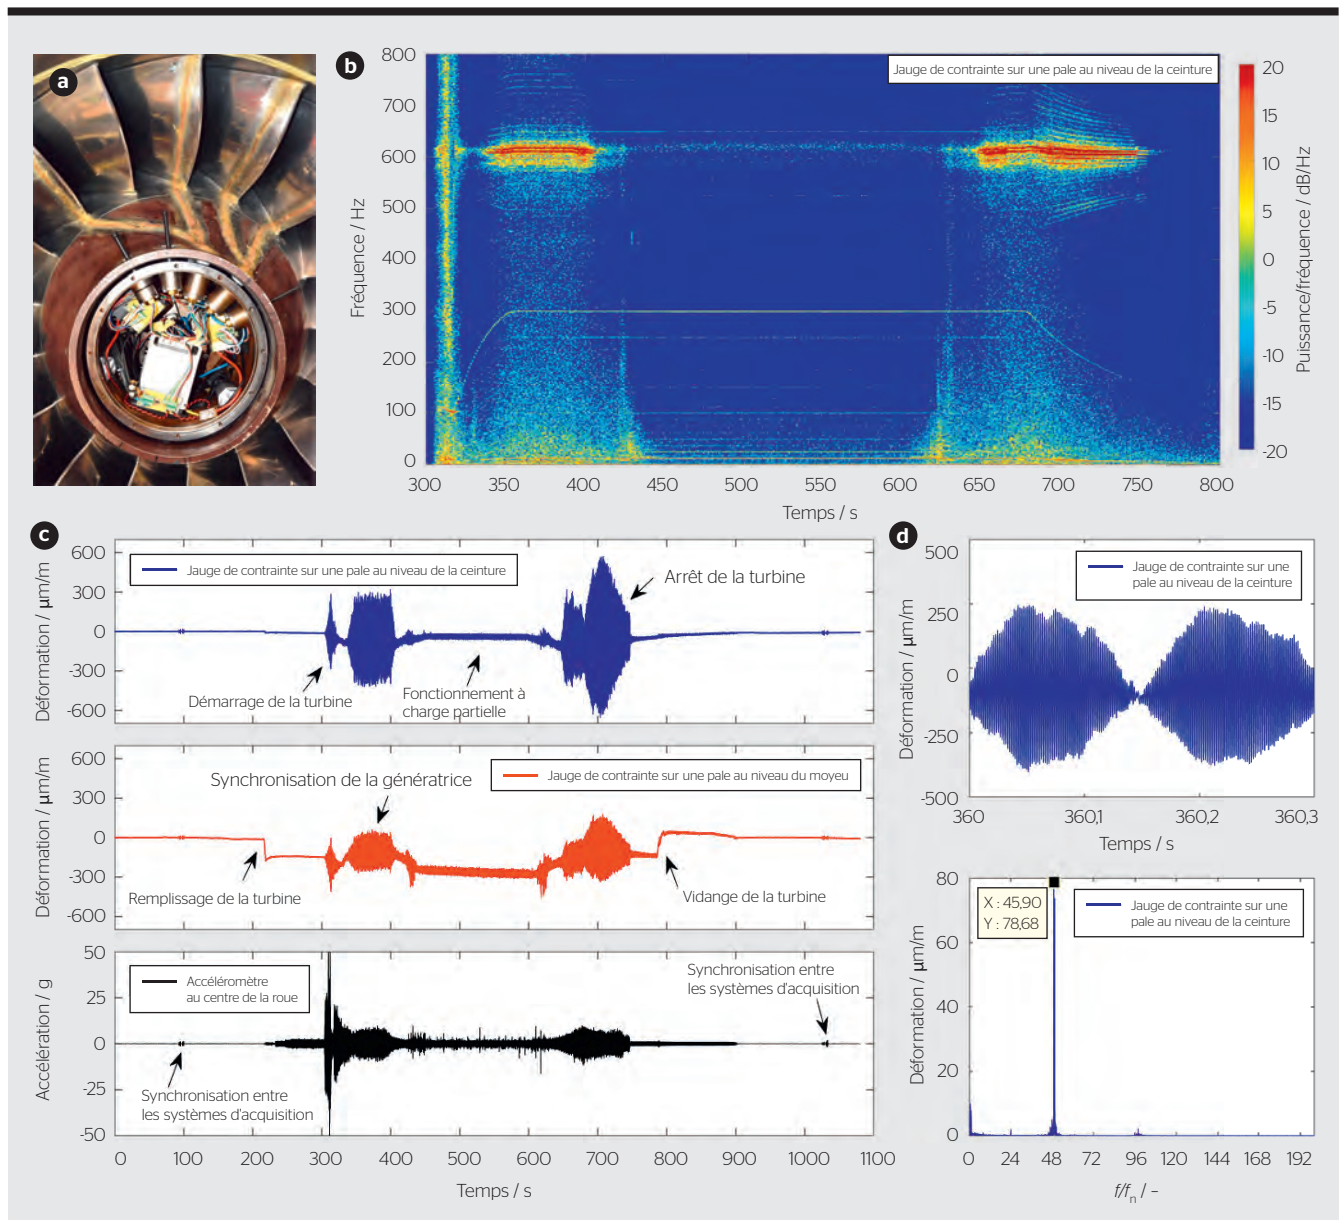 a
b
800
700
600
500
400
300
200
100
0
Fréquence / Hz
Jauge de contrainte sur une pale au niveau de la ceinture
300
350
400
450
500
550
600
650
700
750
800
Temps / s
20
15
10
5
0
-5
-10
-15
-20
Puissance/fréquence / dB/Hz
c
600
300
0
-300
-600
Déformation / µm/m
Jauge de contrainte sur une pale au niveau de la ceinture
Arrêt de la turbine
Démarrage de la turbine
Fonctionnement à
charge partielle
600
300
0
-300
-600
Déformation / µm/m
Synchronisation de la génératrice
Jauge de contrainte sur une pale au niveau du moyeu
Remplissage de la turbine
Vidange de la turbine
50
25
0
-25
-50
Accélération / g
Accéléromètre
au centre de la roue
Synchronisation entre
les systèmes d'acquisition
Synchronisation entre
les systèmes d'acquisition
0
100
200
300
400
500
600
700
800
900
1000
1100
Temps / s
d
500
250
0
-250
-500
Déformation / µm/m
Jauge de contrainte sur une
pale au niveau de la ceinture
360
360,1
360,2
360,3
Temps / s
80
60
40
20
0
Déformation / µm/m
X : 45,90
Y : 78,68
Jauge de contrainte sur une
pale au niveau de la ceinture
0
24
48
72
96
120
144
168
192
f/fn / –